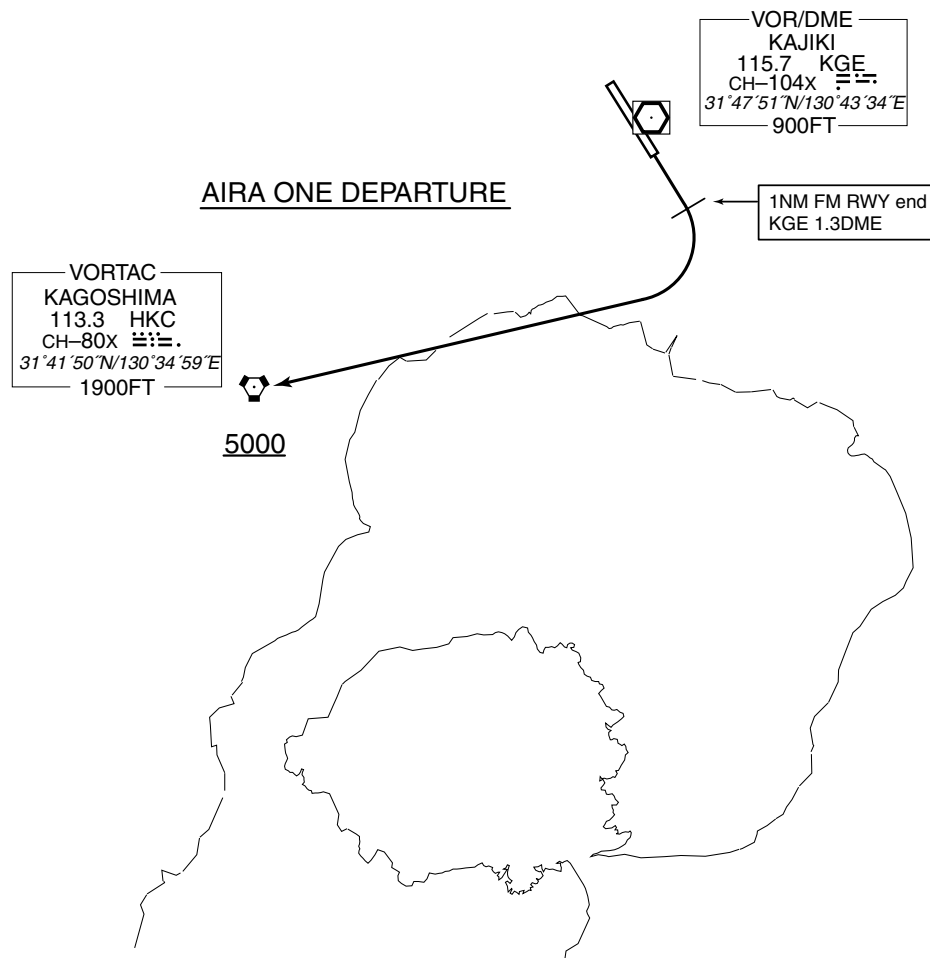 VOR/DME
KAJIKI
115.7 KGE
CH–104X
31°47´51˝N/130°43´34˝E
900FT
AIRA ONE DEPARTURE
1NM FM RWY end
KGE 1.3DME
VORTAC
KAGOSHIMA
113.3 HKC
CH–80X
31°41´50˝N/130°34´59˝E
1900FT
5000